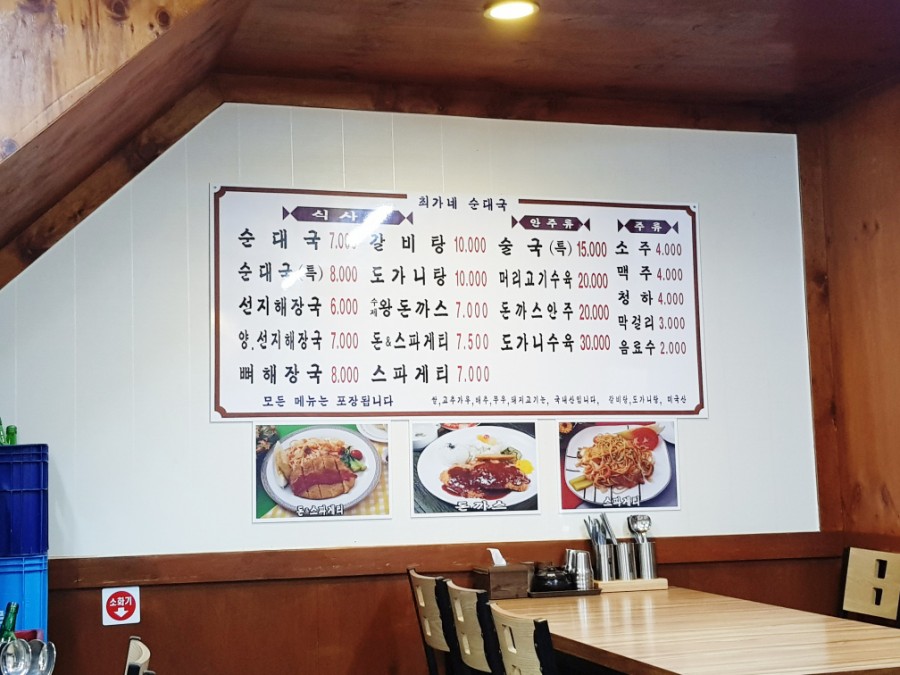 최가네 순대국
식사
순대국 7.000
순대국(특) 8.000
선지해장국 6.000
양.선지해장국 7.000
뼈해장국 8.000
갈비탕 10.000
도가니탕 10.000
수제 왕돈까스 7.000
돈&스파게티 7.500
스파게티 7.000
안주류
술국(특) 15.000
머리고기수육 20.000
돈까스안주 20.000
도가니수육 30.000
주류
소주 4.000
맥주 4.000
청하 4.000
막걸리 3.000
음료수 2.000
모든 메뉴는 포장됩니다
쌀,고추가루,배추,무우,돼지고기는, 국내산입니다, 갈비탕,도가니탕, 미국산
돈&스파게티
돈까스
스파게티
소화기